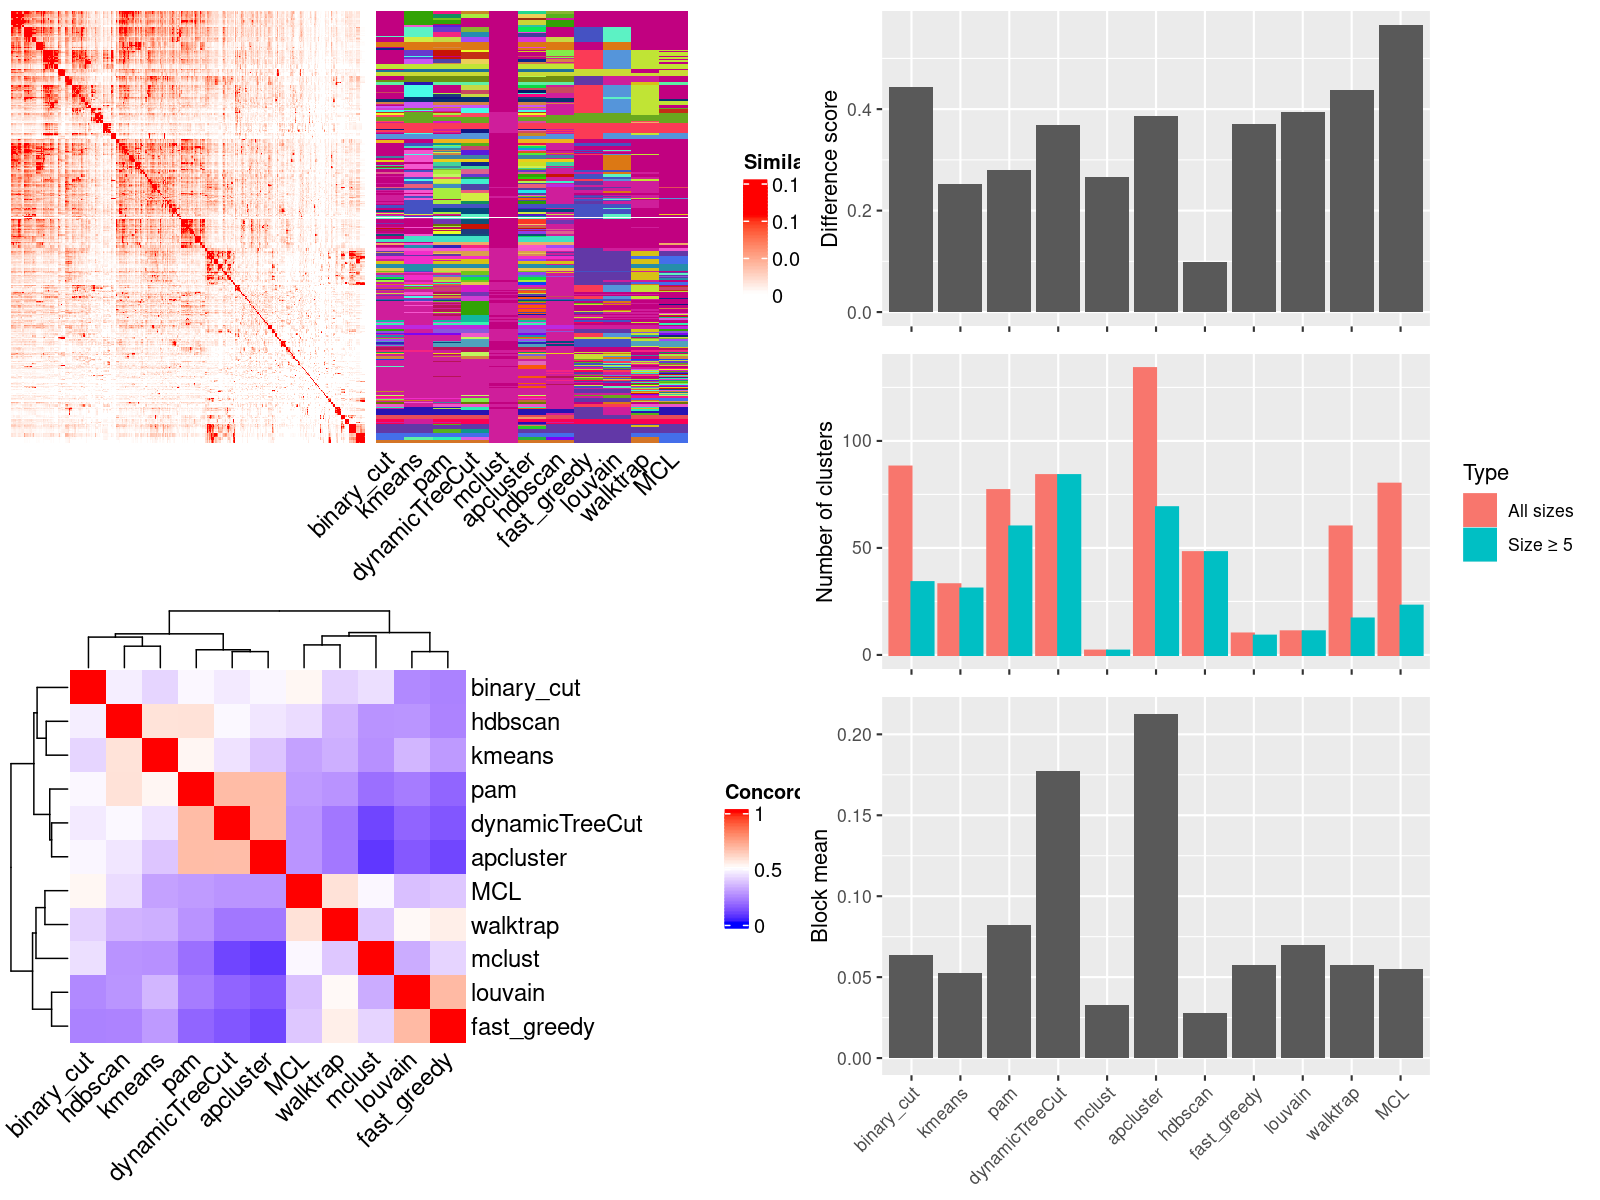 Simila
0.1
0.1
0.0
0
binary_cut
kmeans
pam
dynamicTreeCut
mclust
apcluster
hdbscan
fast_greedy
louvain
walktrap
MCL
binary_cut
hdbscan
kmeans
pam
dynamicTreeCut
apcluster
MCL
walktrap
mclust
louvain
fast_greedy
binary_cut
hdbscan
kmeans
pam
dynamicTreeCut
apcluster
MCL
walktrap
mclust
louvain
fast_greedy
Concord
1
0.5
0
Difference score
0.4
0.2
0.0
Number of clusters
100
50
0
Type
All sizes
Size ≥ 5
Block mean
0.20
0.15
0.10
0.05
0.00
binary_cut
kmeans
pam
dynamicTreeCut
mclust
apcluster
hdbscan
fast_greedy
louvain
walktrap
MCL